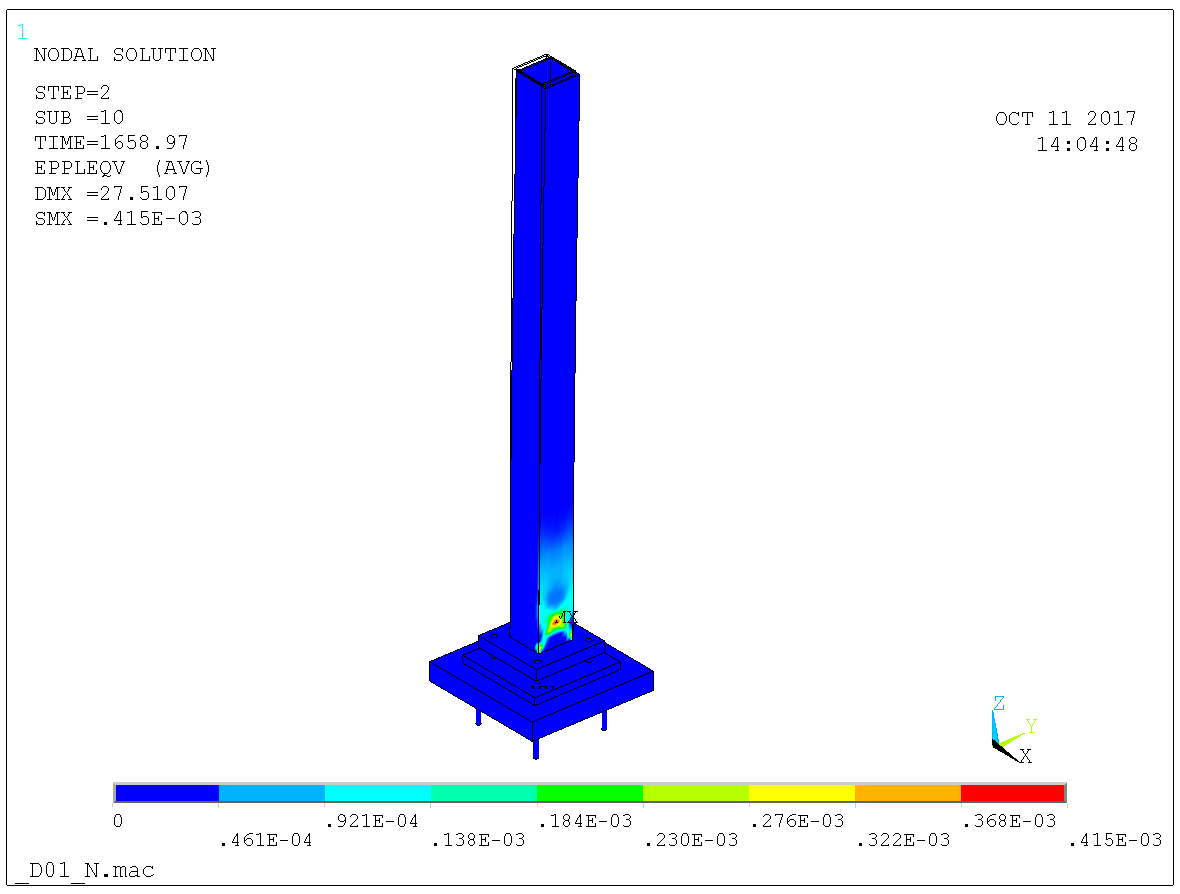 1
NODAL SOLUTION
STEP=2
SUB =10
TIME=1658.97
EPPLEQV (AVG)
DMX =27.5107
SMX =.415E-03
OCT 11 2017
14:04:48
MX
Z
Y
X
0
.461E-04
.921E-04
.138E-03
.184E-03
.230E-03
.276E-03
.322E-03
.368E-03
.415E-03
_D01_N.mac